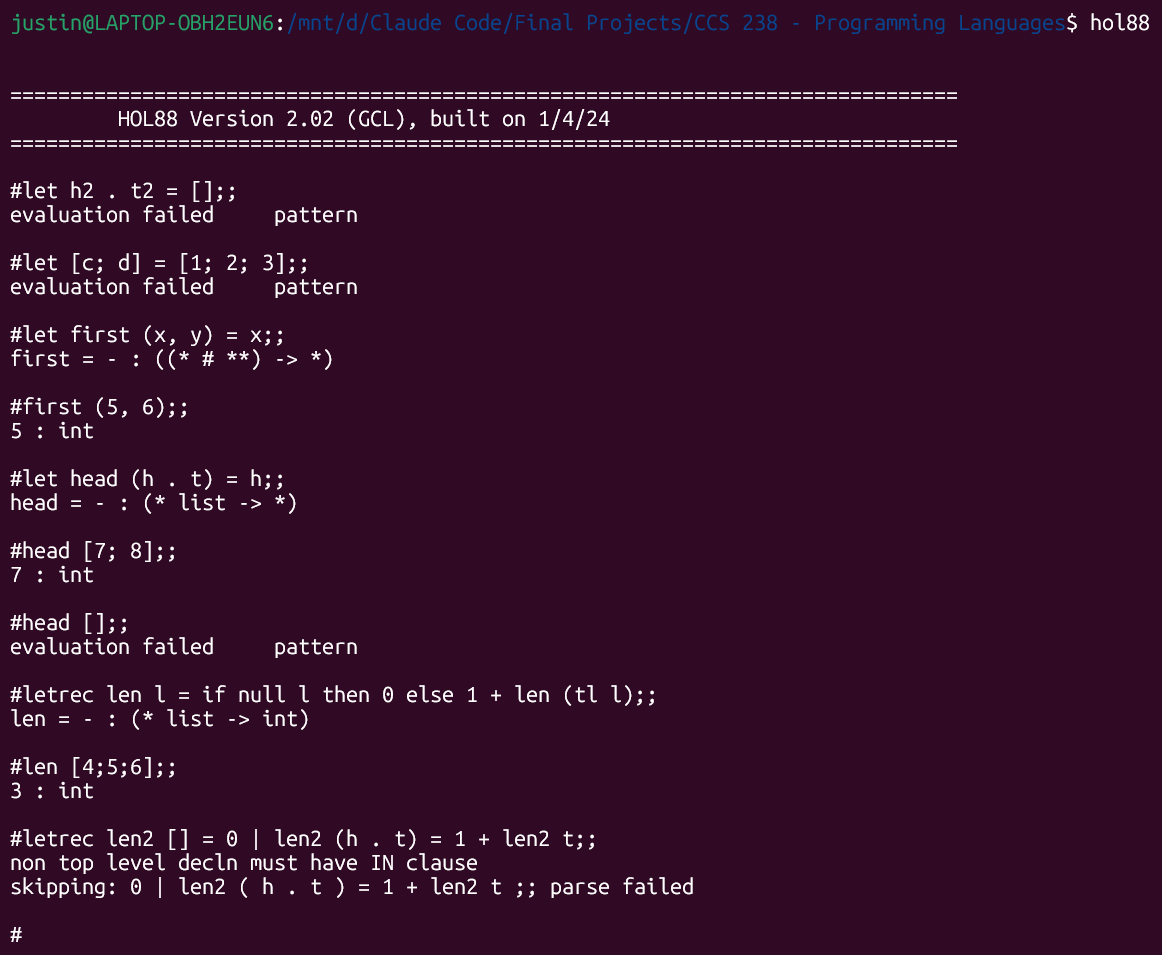 justin@LAPTOP-OBH2EUN6:/mnt/d/Claude Code/Final Projects/CCS 238 - Programming Languages$ hol88
===============================================================================
HOL88 Version 2.02 (GCL), built on 1/4/24
===============================================================================
#let h2 . t2 = [];;
evaluation failed     pattern
#let [c; d] = [1; 2; 3];;
evaluation failed     pattern
#let first (x, y) = x;;
first = - : ((* # **) -> *)
#first (5, 6);;
5 : int
#let head (h . t) = h;;
head = - : (* list -> *)
#head [7; 8];;
7 : int
#head [];;
evaluation failed     pattern
#letrec len l = if null l then 0 else 1 + len (tl l);;
len = - : (* list -> int)
#len [4;5;6];;
3 : int
#letrec len2 [] = 0 | len2 (h . t) = 1 + len2 t;;
non top level decln must have IN clause
skipping: 0 | len2 ( h . t ) = 1 + len2 t ;; parse failed
#